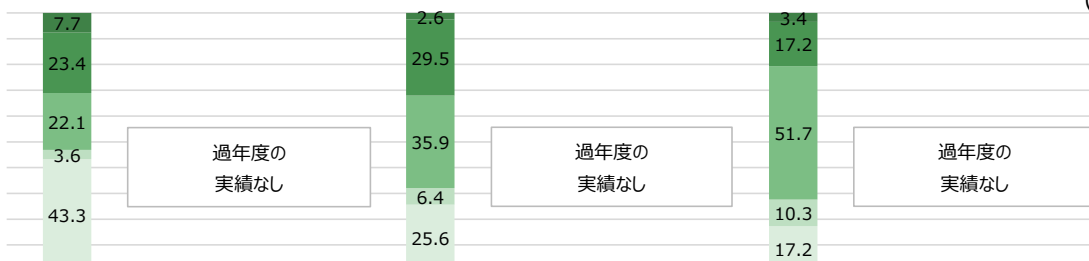 7.7
23.4
22.1
3.6
43.3
過年度の
実績なし
2.6
29.5
35.9
6.4
25.6
過年度の
実績なし
3.4
17.2
51.7
10.3
17.2
過年度の
実績なし